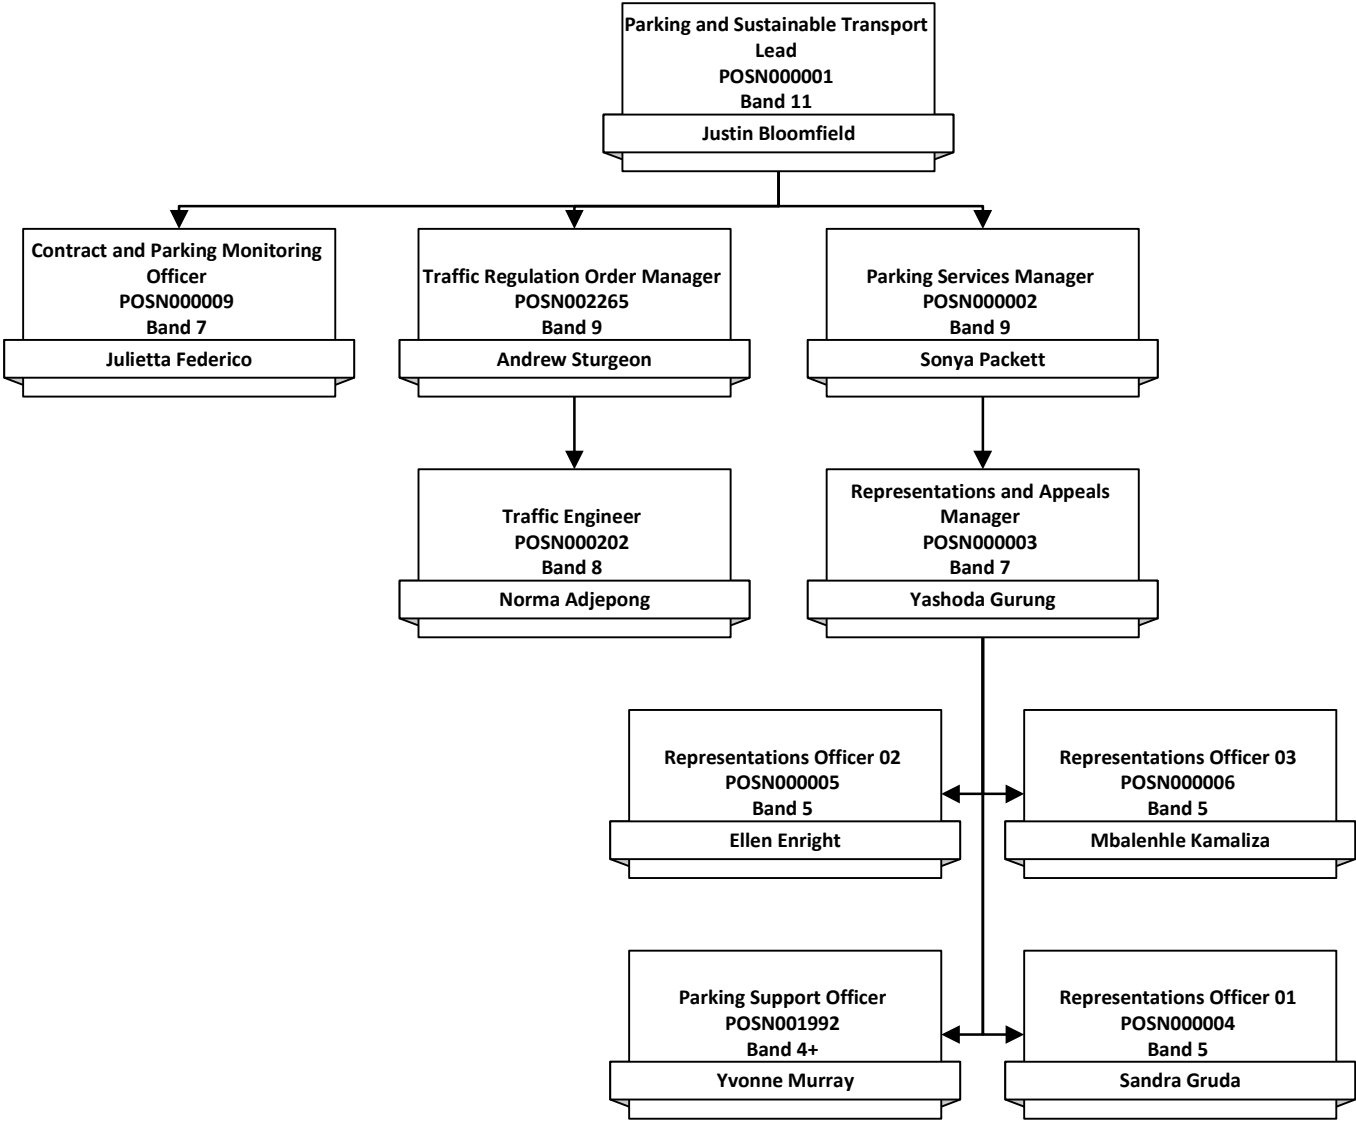 Parking and Sustainable Transport
Lead
POSN000001
Band 11
Justin Bloomfield
Contract and Parking Monitoring
Officer
POSN000009
Band 7
Julietta Federico
Traffic Regulation Order Manager
POSN002265
Band 9
Andrew Sturgeon
Parking Services Manager
POSN000002
Band 9
Sonya Packett
Traffic Engineer
POSN000202
Band 8
Norma Adjepong
Representations and Appeals
Manager
POSN000003
Band 7
Yashoda Gurung
Representations Officer 02
POSN000005
Band 5
Ellen Enright
Representations Officer 03
POSN000006
Band 5
Mbalenhle Kamaliza
Parking Support Officer
POSN001992
Band 4+
Yvonne Murray
Representations Officer 01
POSN000004
Band 5
Sandra Gruda